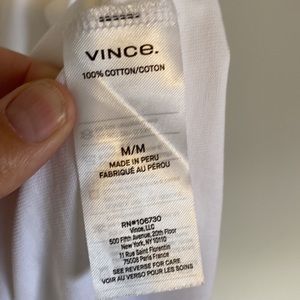 VINCE.
100% COTTON/COTON
M/M
MADE IN PERU
FABRIQUÉ AU PÉROU
RN#106730
Vince, LLC
500 Fifth Avenue, 20th Floor
New York, NY 10110
11 Rue Saint Florentin
75008 Paris France
SEE REVERSE FOR CARE
VOIR AU VERSO POUR LES SOINS